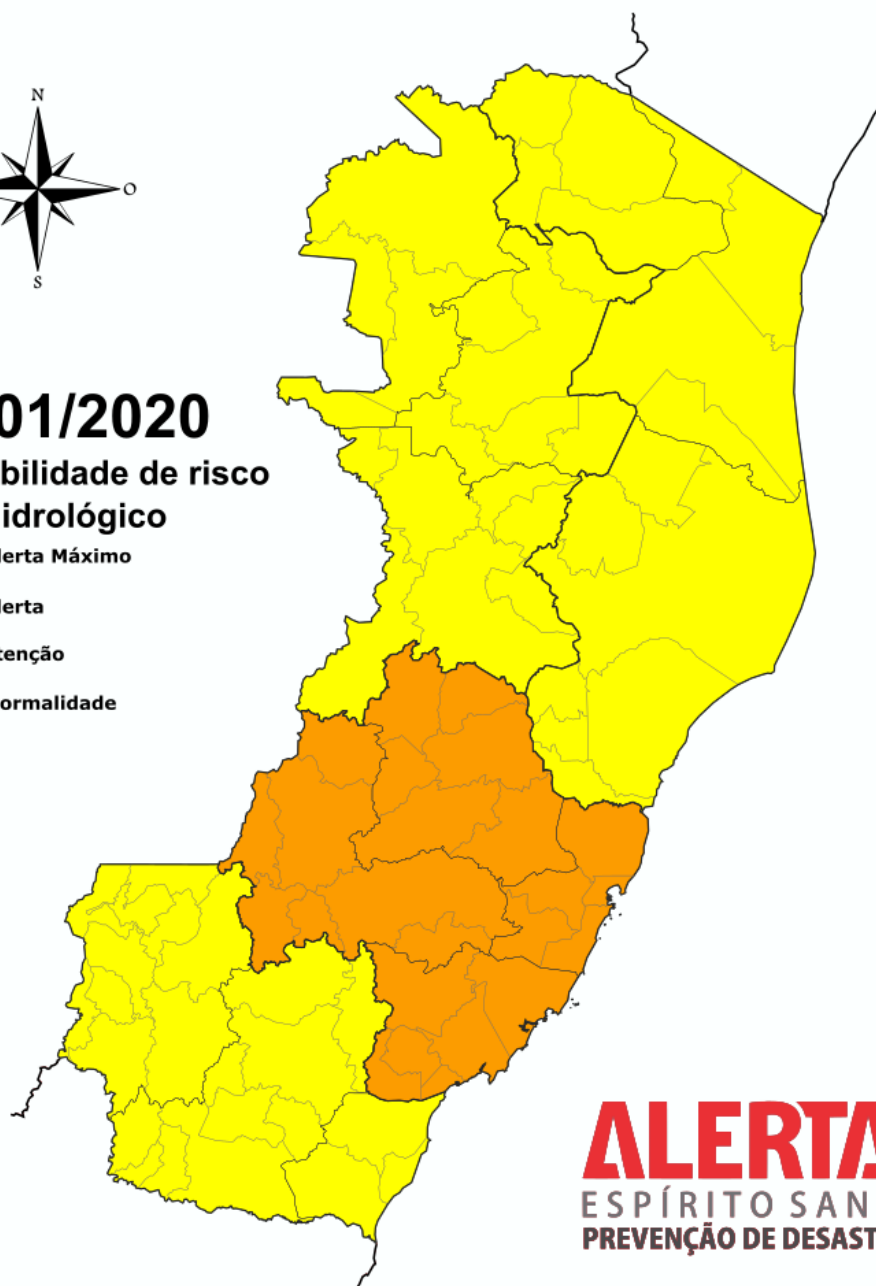 N
O
S
01/2020
bilidade de risco
idrológico
lerta Máximo
lerta
tenção
ormalidade
ALERTA
ESPÍRITO SAN
PREVENÇÃO DE DESAST